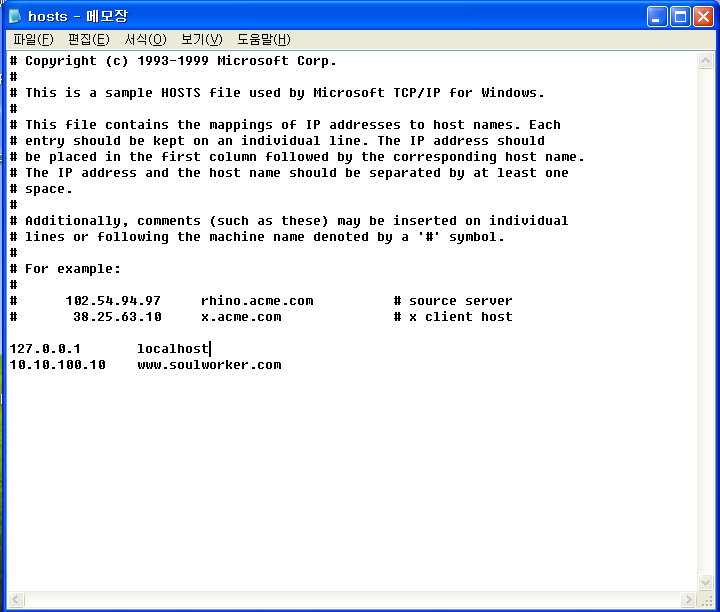 hosts - 메모장
파일(F) 편집(E) 서식(O) 보기(V) 도움말(H)
# Copyright (c) 1993-1999 Microsoft Corp.
#
# This is a sample HOSTS file used by Microsoft TCP/IP for Windows.
#
# This file contains the mappings of IP addresses to host names. Each
# entry should be kept on an individual line. The IP address should
# be placed in the first column followed by the corresponding host name.
# The IP address and the host name should be separated by at least one
# space.
#
# Additionally, comments (such as these) may be inserted on individual
# lines or following the machine name denoted by a '#' symbol.
#
# For example:
#
#      102.54.94.97     rhino.acme.com          # source server
#       38.25.63.10     x.acme.com              # x client host
127.0.0.1       localhost
10.10.100.10    www.soulworker.com